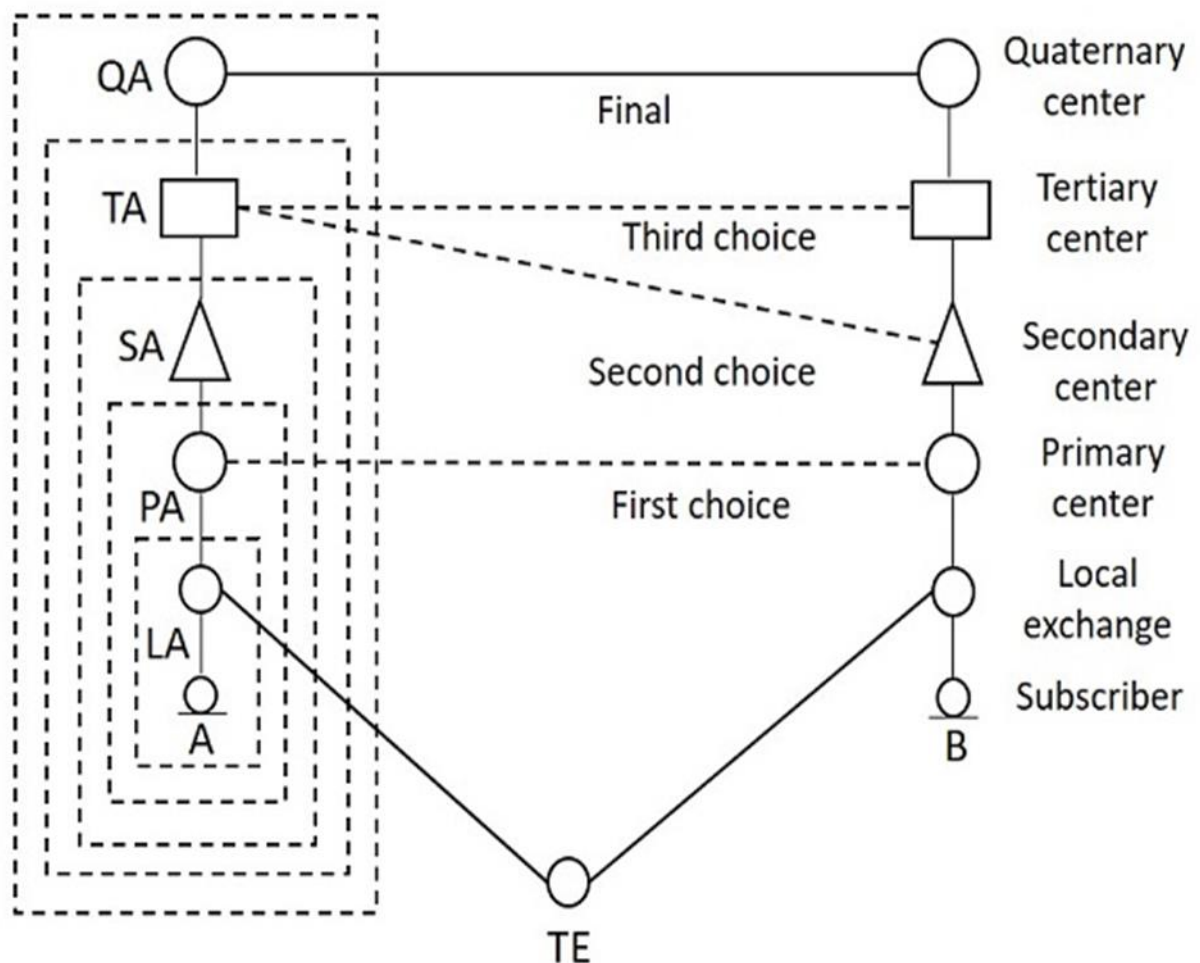 QA
Final
Quaternary
center
TA
Third choice
Tertiary
center
SA
Second choice
Secondary
center
PA
First choice
Primary
center
LA
Local
exchange
A
B
Subscriber
TE